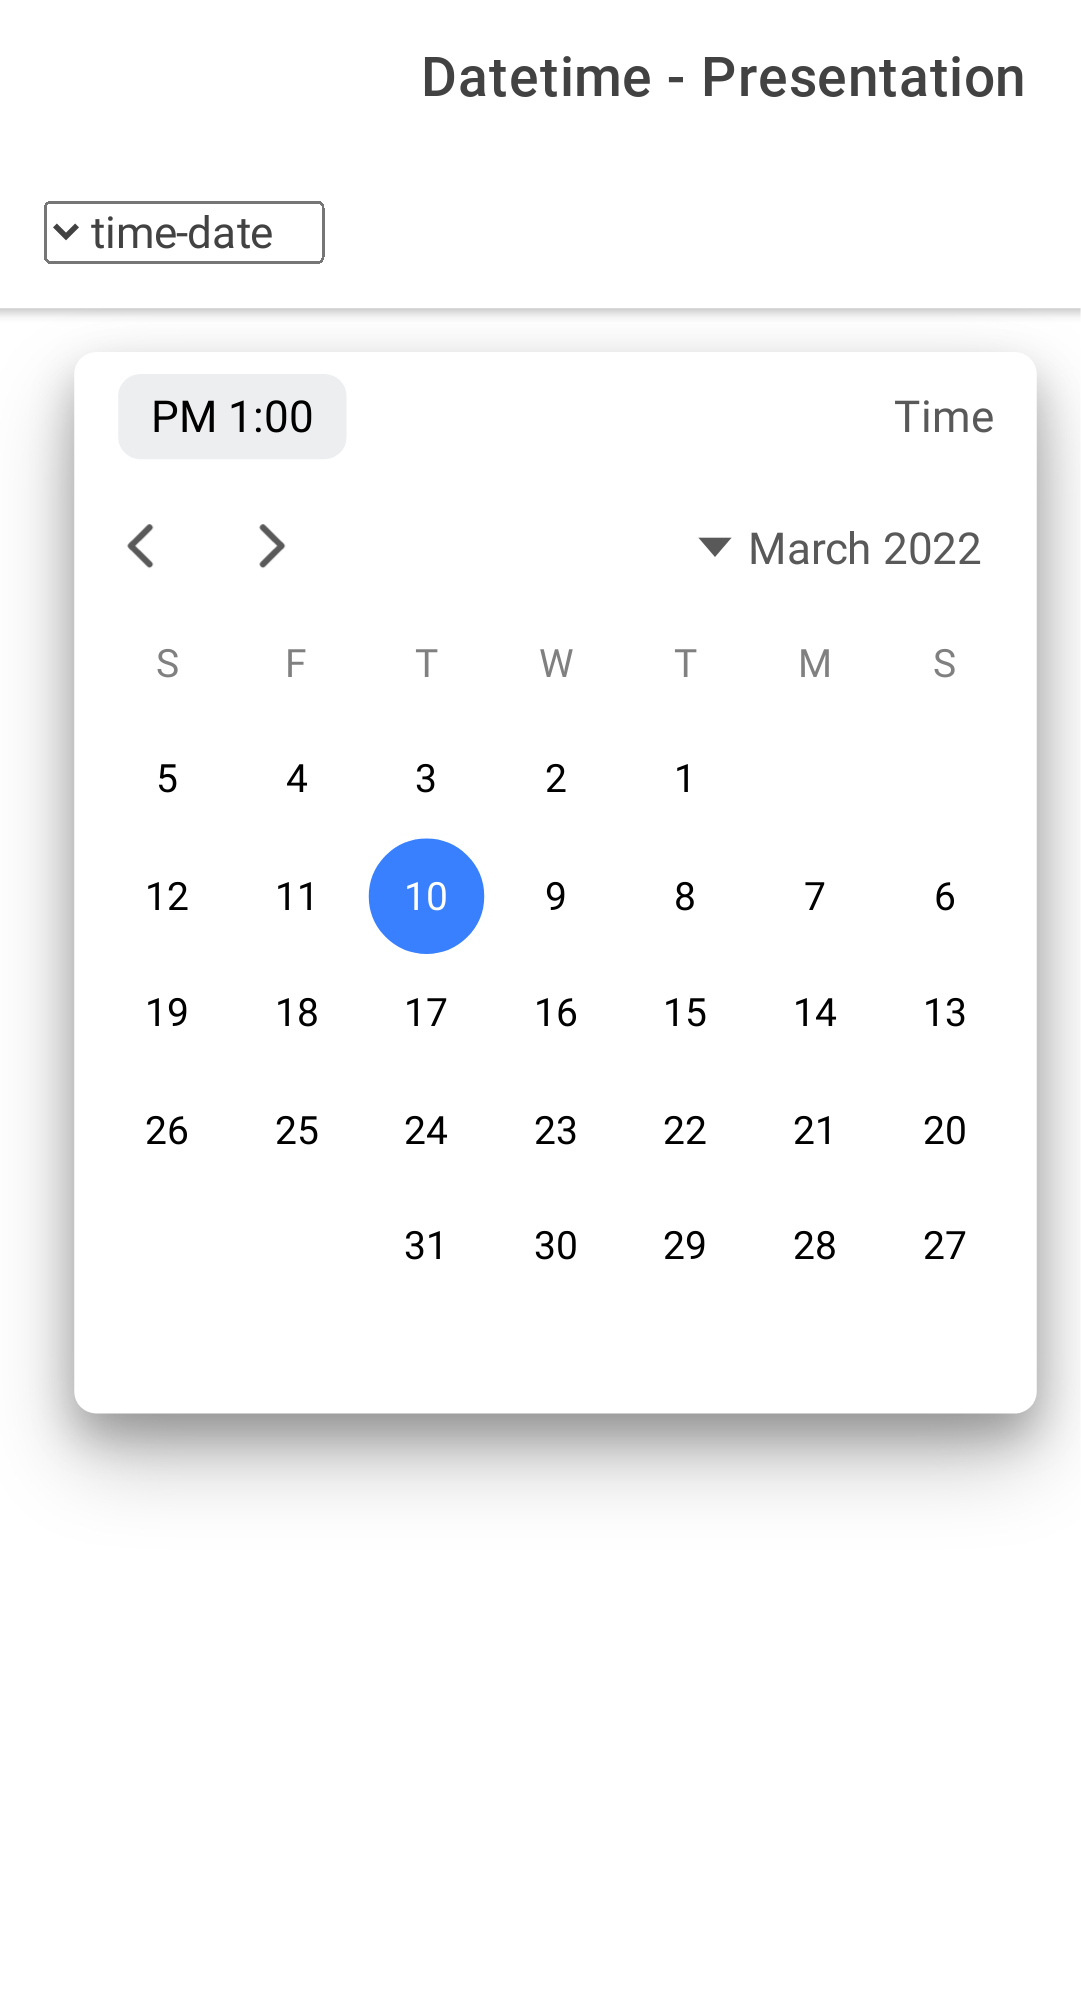 Datetime - Presentation
time-date
PM 1:00 Time
March 2022
S F T W T M S
5 4 3 2 1
12 11 10 9 8 7 6
19 18 17 16 15 14 13
26 25 24 23 22 21 20
31 30 29 28 27